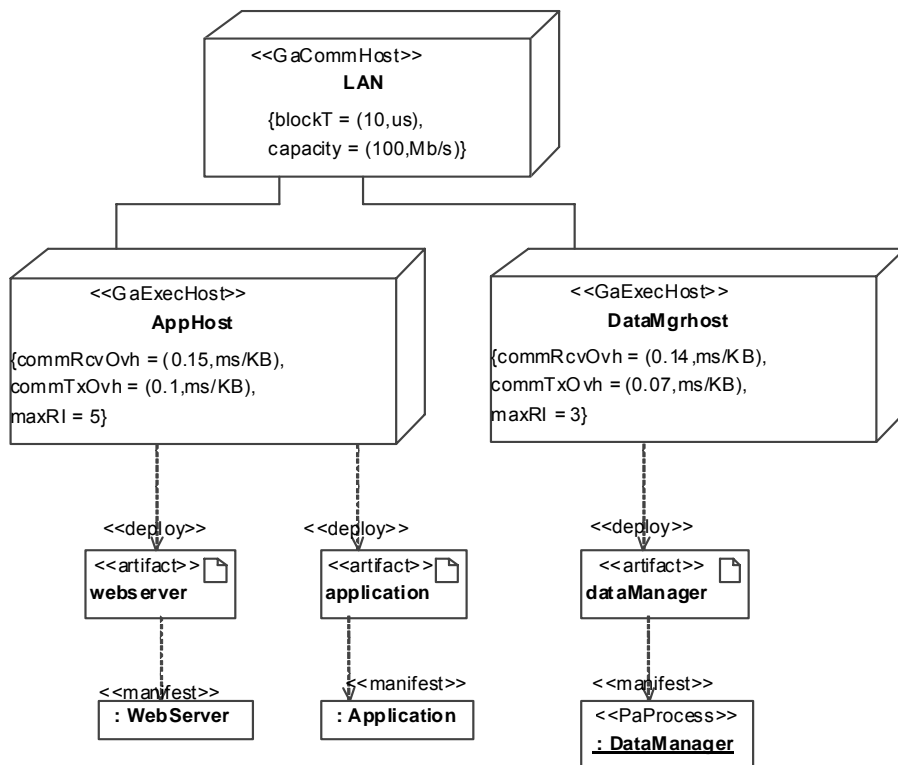 <<GaCommHost>>
LAN
{blockT = (10,us),
capacity = (100,Mb/s)}
<<GaExecHost>>
AppHost
{commRcvOvh = (0.15,ms/KB),
commTxOvh = (0.1,ms/KB),
maxRI = 5}
<<GaExecHost>>
DataMgrhost
{commRcvOvh = (0.14,ms/KB),
commTxOvh = (0.07,ms/KB),
maxRI = 3}
<<deploy>>
<<deploy>>
<<deploy>>
<<artifact>>
webserver
<<artifact>>
application
<<artifact>>
dataManager
<<manifest>>
<<manifest>>
<<manifest>>
: WebServer
: Application
<<PaProcess>>
: DataManager